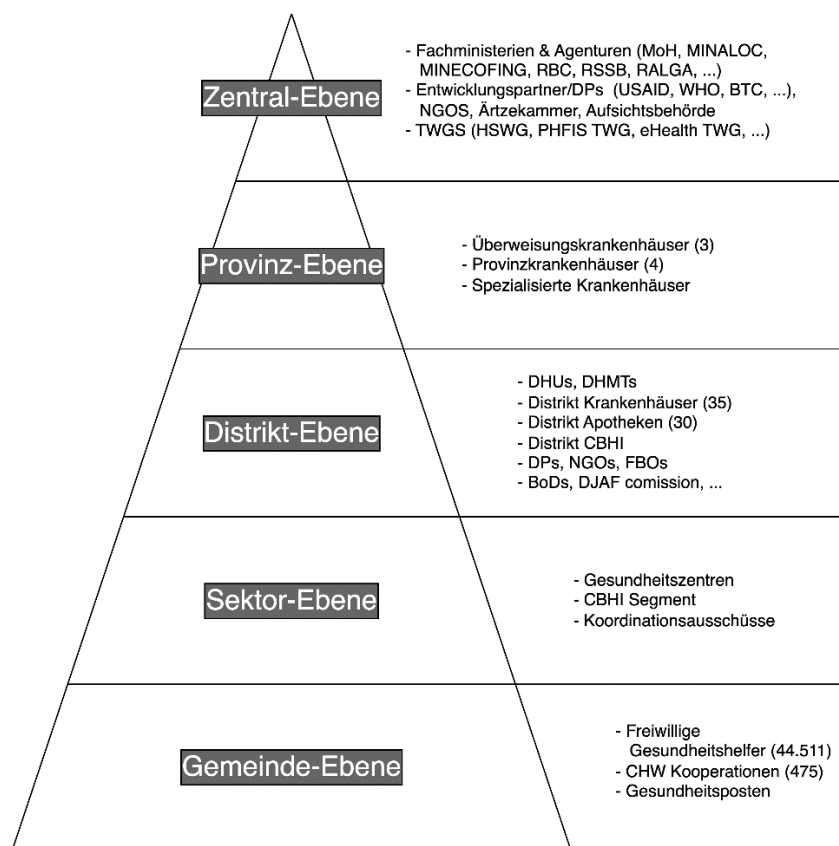 Zentral-Ebene
- Fachministerien & Agenturen (MoH, MINALOC,
MINECOFING, RBC, RSSB, RALGA, ...)
- Entwicklungspartner/DPs (USAID, WHO, BTC, ...),
NGOS, Ärtzekammer, Aufsichtsbehörde
- TWGS (HSWG, PHFIS TWG, eHealth TWG, ...)
Provinz-Ebene
- Überweisungskrankenhäuser (3)
- Provinzkrankenhäuser (4)
- Spezialisierte Krankenhäuser
Distrikt-Ebene
- DHUs, DHMTs
- Distrikt Krankenhäuser (35)
- Distrikt Apotheken (30)
- Distrikt CBHI
- DPs, NGOs, FBOs
- BoDs, DJAF comission, ...
Sektor-Ebene
- Gesundheitszentren
- CBHI Segment
- Koordinationsausschüsse
Gemeinde-Ebene
- Freiwillige
Gesundheitshelfer (44.511)
- CHW Kooperationen (475)
- Gesundheitsposten